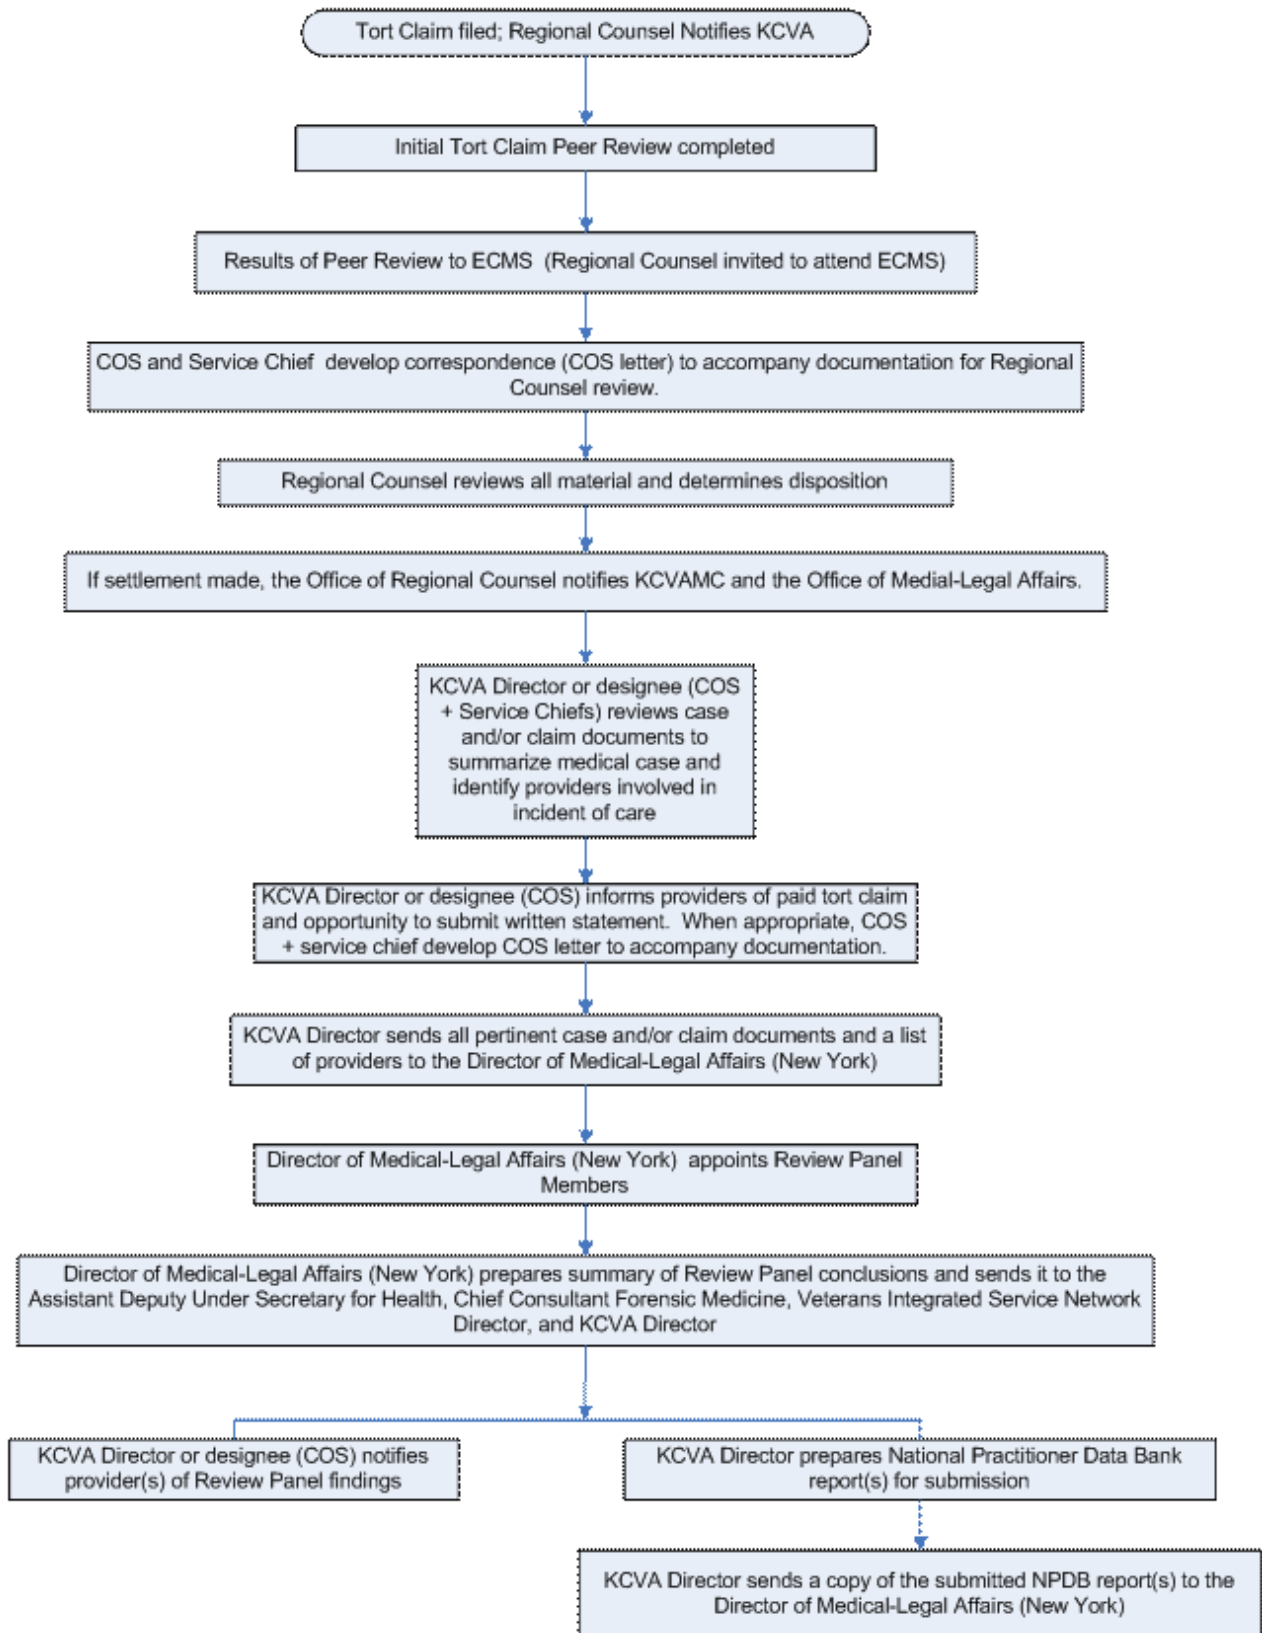 Tort Claim filed; Regional Counsel Notifies KCVA
Initial Tort Claim Peer Review completed
Results of Peer Review to ECMS (Regional Counsel invited to attend ECMS)
COS and Service Chief develop correspondence (COS letter) to accompany documentation for Regional
Counsel review.
Regional Counsel reviews all material and determines disposition
If settlement made, the Office of Regional Counsel notifies KCVAMC and the Office of Medial-Legal Affairs.
KCVA Director or designee (COS
+ Service Chiefs) reviews case
and/or claim documents to
summarize medical case and
identify providers involved in
incident of care
KCVA Director or designee (COS) informs providers of paid tort claim
and opportunity to submit written statement. When appropriate, COS
+ service chief develop COS letter to accompany documentation.
KCVA Director sends all pertinent case and/or claim documents and a list
of providers to the Director of Medical-Legal Affairs (New York)
Director of Medical-Legal Affairs (New York) appoints Review Panel
Members
Director of Medical-Legal Affairs (New York) prepares summary of Review Panel conclusions and sends it to the
Assistant Deputy Under Secretary for Health, Chief Consultant Forensic Medicine, Veterans Integrated Service Network
Director, and KCVA Director
KCVA Director or designee (COS) notifies
provider(s) of Review Panel findings
KCVA Director prepares National Practitioner Data Bank
report(s) for submission
KCVA Director sends a copy of the submitted NPDB report(s) to the
Director of Medical-Legal Affairs (New York)